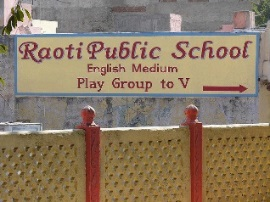 Raoti Public School
English Medium
Play Group to V